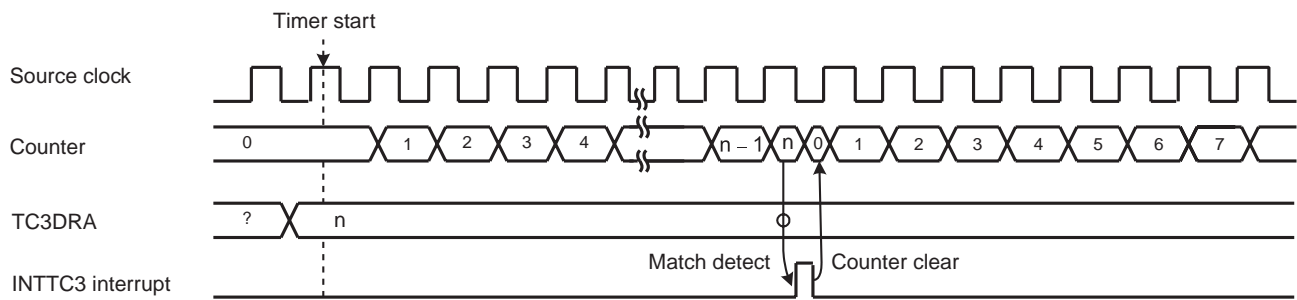 Timer start
Source clock
Counter 0 1 2 3 4 n – 1 n 0 1 2 3 4 5 6 7
TC3DRA ? n
Match detect Counter clear
INTTC3 interrupt